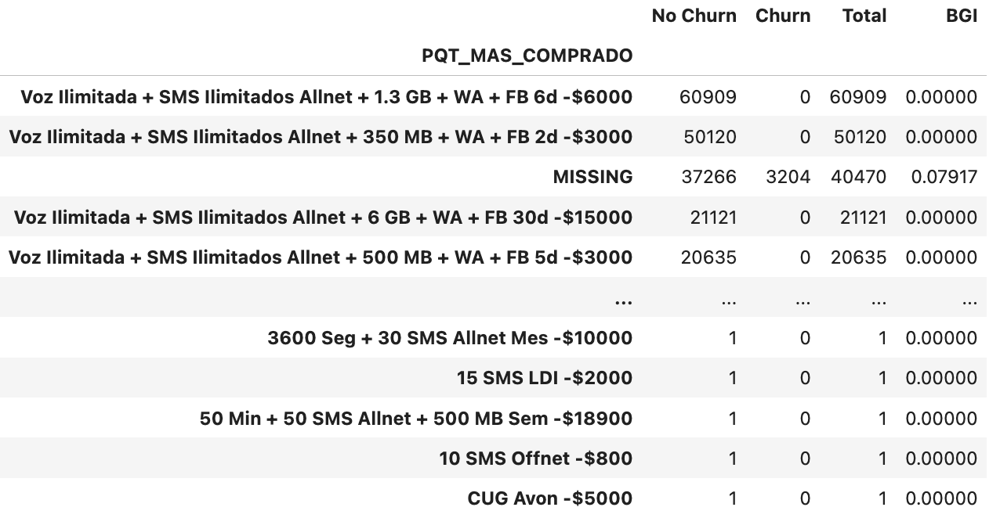 No Churn Churn Total BGI
PQT_MAS_COMPRADO
Voz Ilimitada + SMS Ilimitados Allnet + 1.3 GB + WA + FB 6d -$6000 60909 0 60909 0.00000
Voz Ilimitada + SMS Ilimitados Allnet + 350 MB + WA + FB 2d -$3000 50120 0 50120 0.00000
MISSING 37266 3204 40470 0.07917
Voz Ilimitada + SMS Ilimitados Allnet + 6 GB + WA + FB 30d -$15000 21121 0 21121 0.00000
Voz Ilimitada + SMS Ilimitados Allnet + 500 MB + WA + FB 5d -$3000 20635 0 20635 0.00000
... ... ... ... ...
3600 Seg + 30 SMS Allnet Mes -$10000 1 0 1 0.00000
15 SMS LDI -$2000 1 0 1 0.00000
50 Min + 50 SMS Allnet + 500 MB Sem -$18900 1 0 1 0.00000
10 SMS Offnet -$800 1 0 1 0.00000
CUG Avon -$5000 1 0 1 0.00000